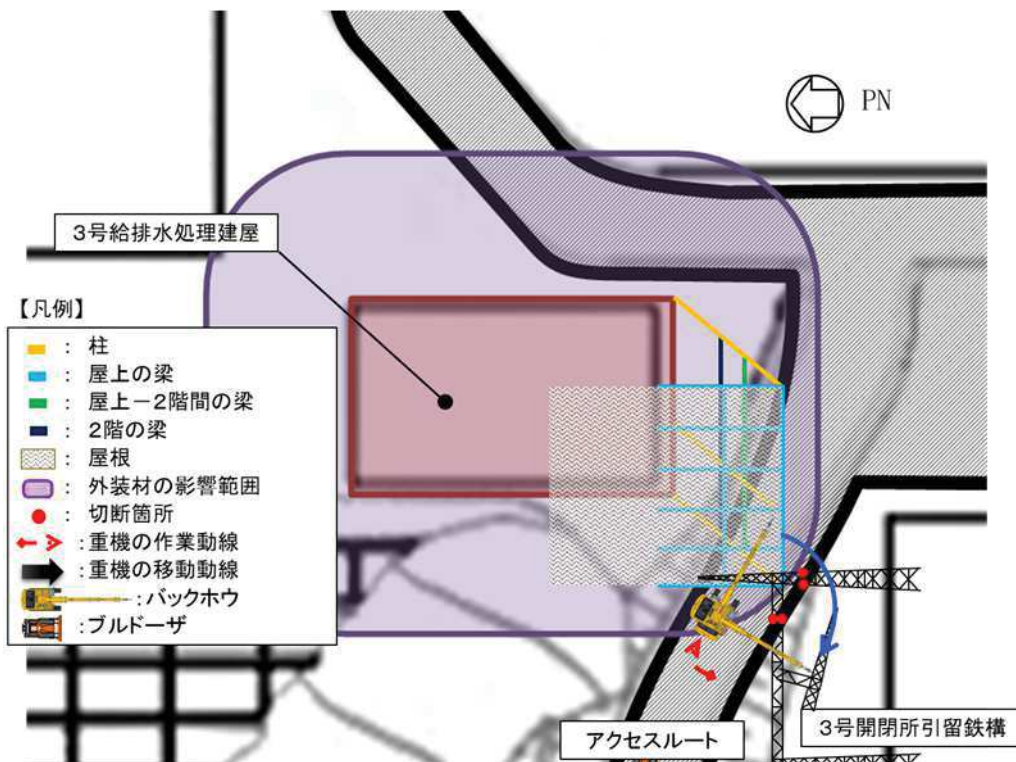 PN
3号給排水処理建屋
【凡例】
: 柱
: 屋上の梁
: 屋上－2階間の梁
: 2階の梁
: 屋根
: 外装材の影響範囲
: 切断箇所
:重機の作業動線
:重機の移動動線
:バックホウ
:ブルドーザ
アクセスルート
3号開閉所引留鉄構